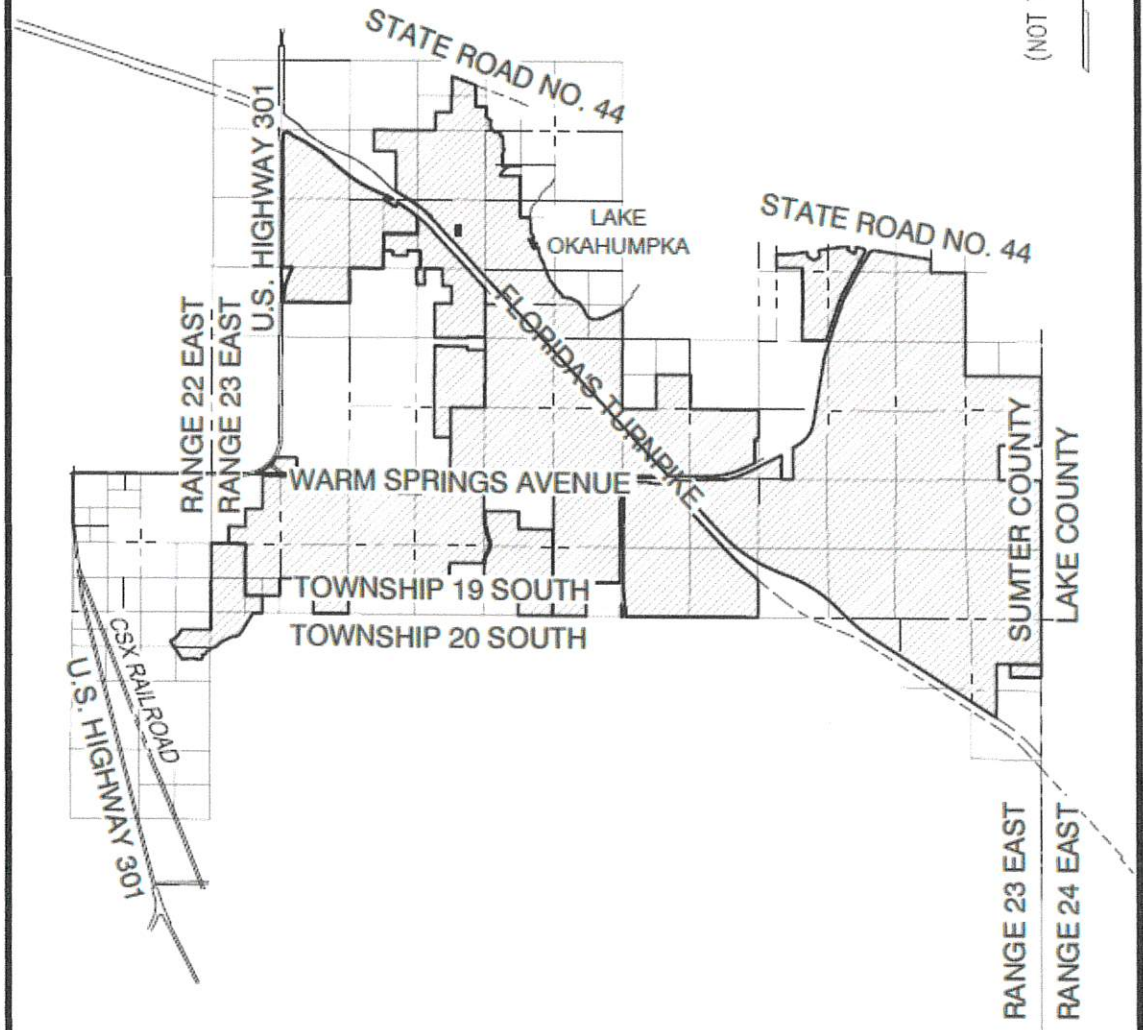 (NOT
STATE ROAD NO. 44
U.S. HIGHWAY 301
LAKE
OKAHUMPKA
STATE ROAD NO. 44
FLORIDA'S TURNPIKE
RANGE 22 EAST
RANGE 23 EAST
WARM SPRINGS AVENUE
SUMTER COUNTY
LAKE COUNTY
TOWNSHIP 19 SOUTH
TOWNSHIP 20 SOUTH
CSX RAILROAD
U.S. HIGHWAY 301
RANGE 23 EAST
RANGE 24 EAST